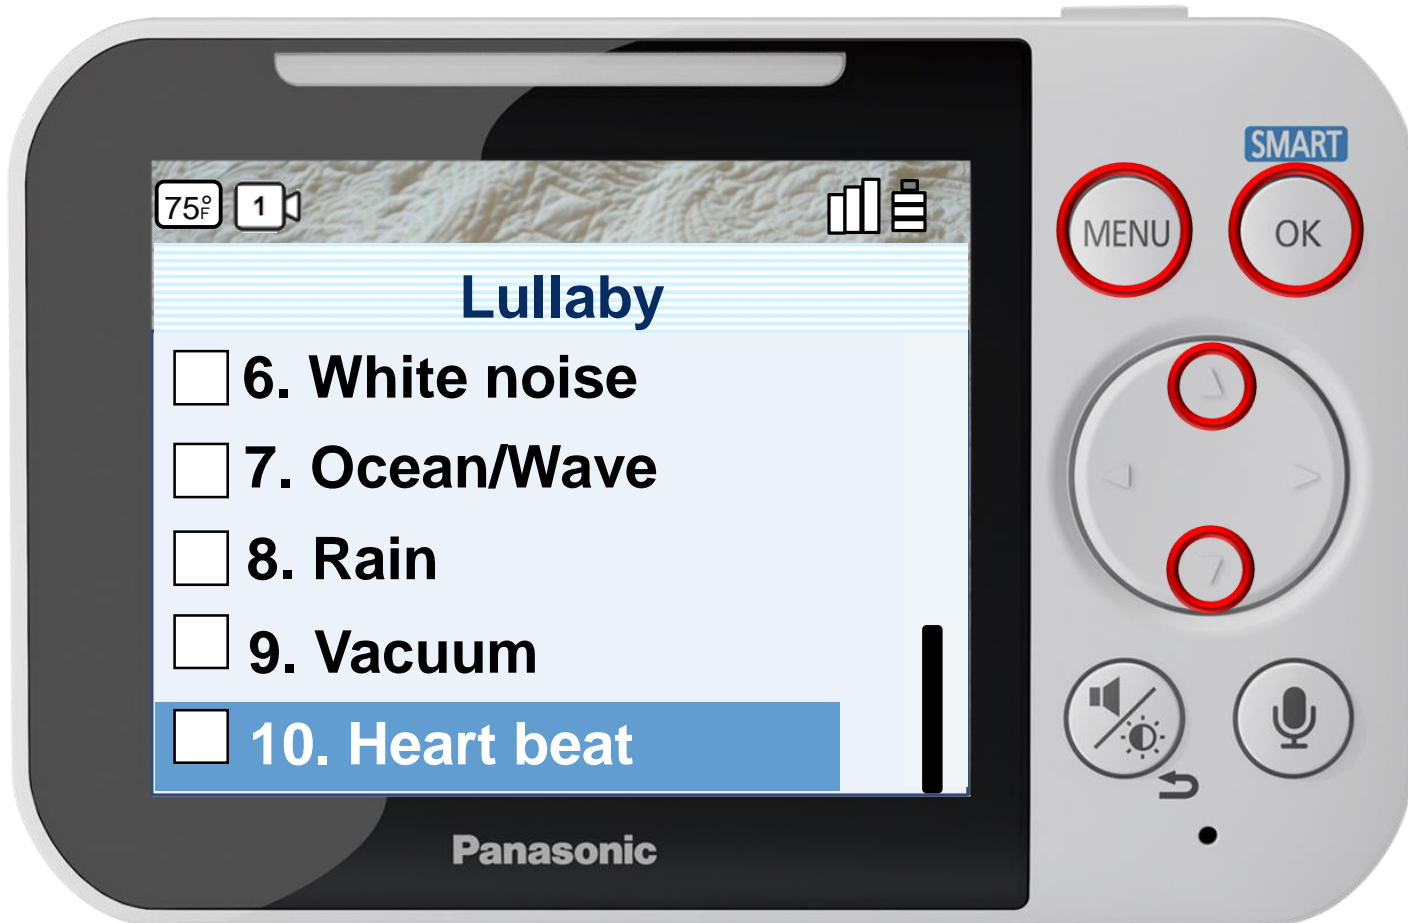 SMART
MENU OK
75°F 1
Lullaby
6. White noise
7. Ocean/Wave
8. Rain
9. Vacuum
10. Heart beat
Panasonic